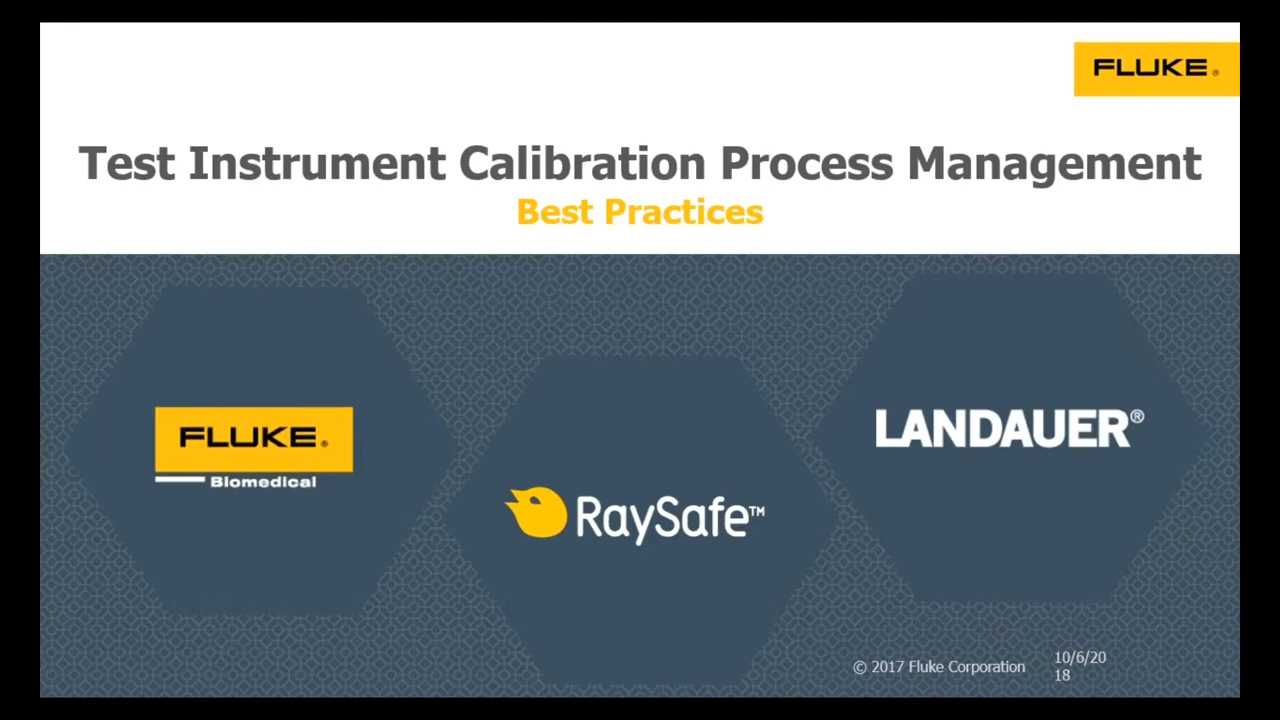 FLUKE®
Test Instrument Calibration Process Management
Best Practices
FLUKE®
Biomedical
RaySafe™
LANDAUER®
© 2017 Fluke Corporation
10/6/20
18